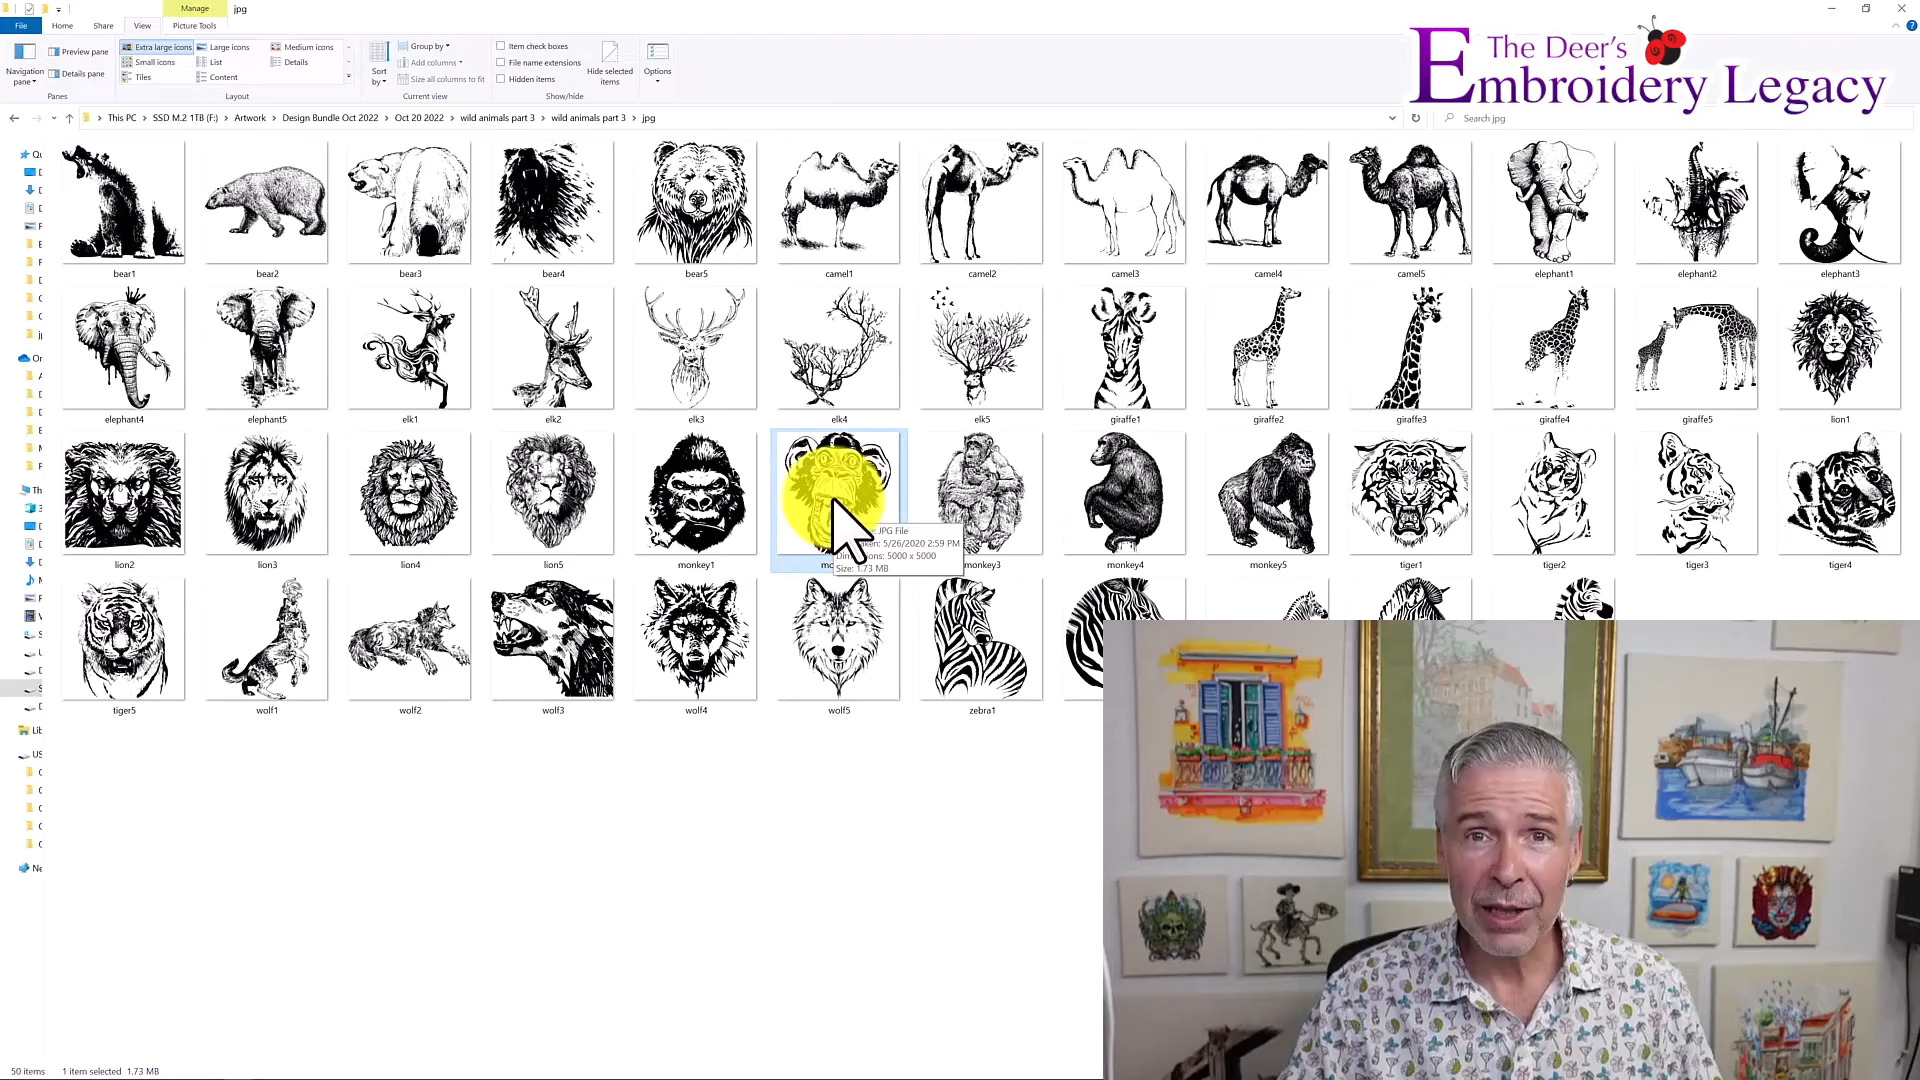 Manage
jpg
File
Home
Share
View
Picture Tools
Navigation pane
Preview pane
Details pane
Panes
Extra large icons
Large icons
Medium icons
Small icons
List
Details
Tiles
Content
Layout
Sort by
Group by
Add columns
Size all columns to fit
Current view
Item check boxes
File name extensions
Hidden items
Hide selected items
Show/hide
Options
The Deer's
Embroidery Legacy
This PC > SSD M.2 1TB (F:) > Artwork > Design Bundle Oct 2022 > Oct 20 2022 > wild animals part 3 > wild animals part 3 > jpg
Search jpg
bear1 bear2 bear3 bear4 bear5 camel1 camel2 camel3 camel4 camel5 elephant1 elephant2 elephant3
elephant4 elephant5 elk1 elk2 elk3 elk4 elk5 giraffe1 giraffe2 giraffe3 giraffe4 giraffe5 lion1
JPG File
5/26/2020 2:59 PM
5000 x 5000
Size: 1.73 MB
lion2 lion3 lion4 lion5 monkey1 monkey3 monkey4 monkey5 tiger1 tiger2 tiger3 tiger4
tiger5 wolf1 wolf2 wolf3 wolf4 wolf5 zebra1
50 items 1 item selected 1.73 MB